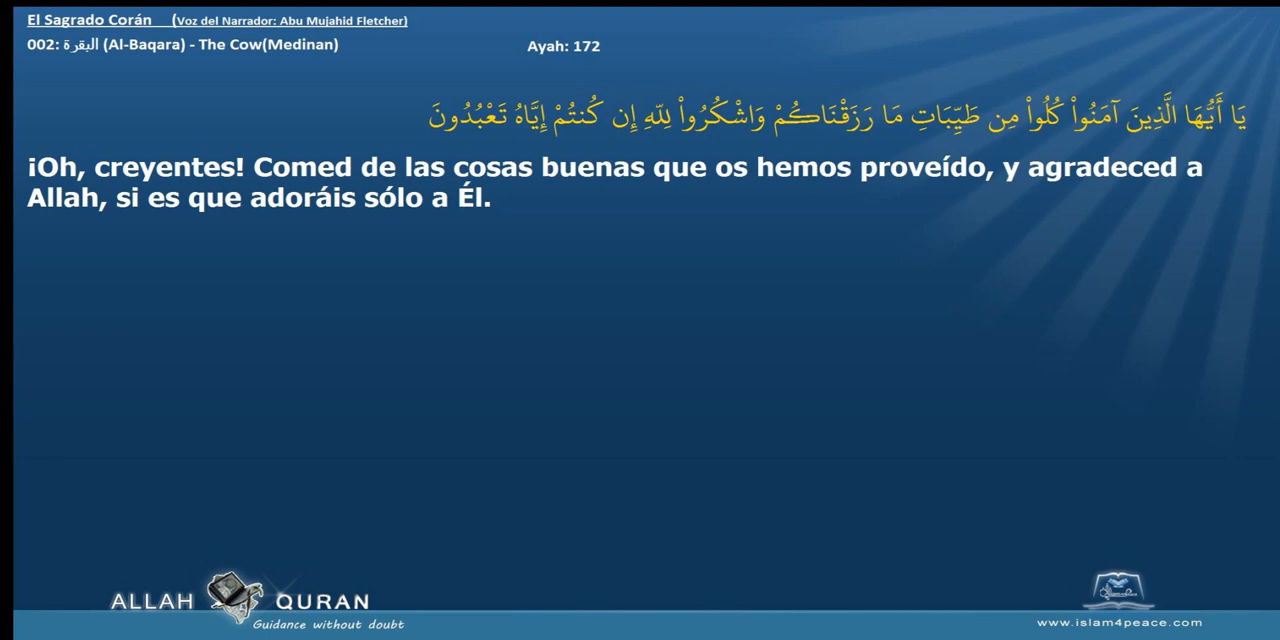 El Sagrado Corán (Voz del Narrador: Abu Mujahid Fletcher)
002: البقرة (Al-Baqara) - The Cow(Medinan) Ayah: 172
يَا أَيُّهَا الَّذِينَ آمَنُواْ كُلُواْ مِن طَيِّبَاتِ مَا رَزَقْنَاكُمْ وَاشْكُرُواْ لِلّهِ إِن كُنتُمْ إِيَّاهُ تَعْبُدُونَ
¡Oh, creyentes! Comed de las cosas buenas que os hemos proveído, y agradeced a
Allah, si es que adoráis sólo a Él.
ALLAH QURAN
Guidance without doubt
www.islam4peace.com